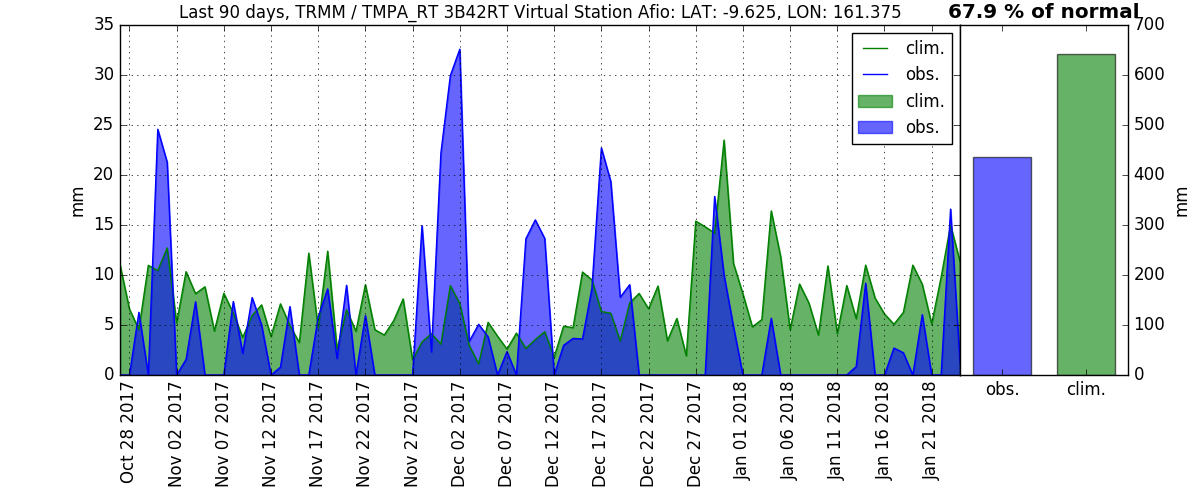 Last 90 days, TRMM / TMPA_RT 3B42RT Virtual Station Afio: LAT: -9.625, LON: 161.375
67.9 % of normal
35
30
25
20
15
10
5
0
mm
clim.
obs.
clim.
obs.
700
600
500
400
300
200
100
0
mm
obs.
clim.
Oct 28 2017
Nov 02 2017
Nov 07 2017
Nov 12 2017
Nov 17 2017
Nov 22 2017
Nov 27 2017
Dec 02 2017
Dec 07 2017
Dec 12 2017
Dec 17 2017
Dec 22 2017
Dec 27 2017
Jan 01 2018
Jan 06 2018
Jan 11 2018
Jan 16 2018
Jan 21 2018